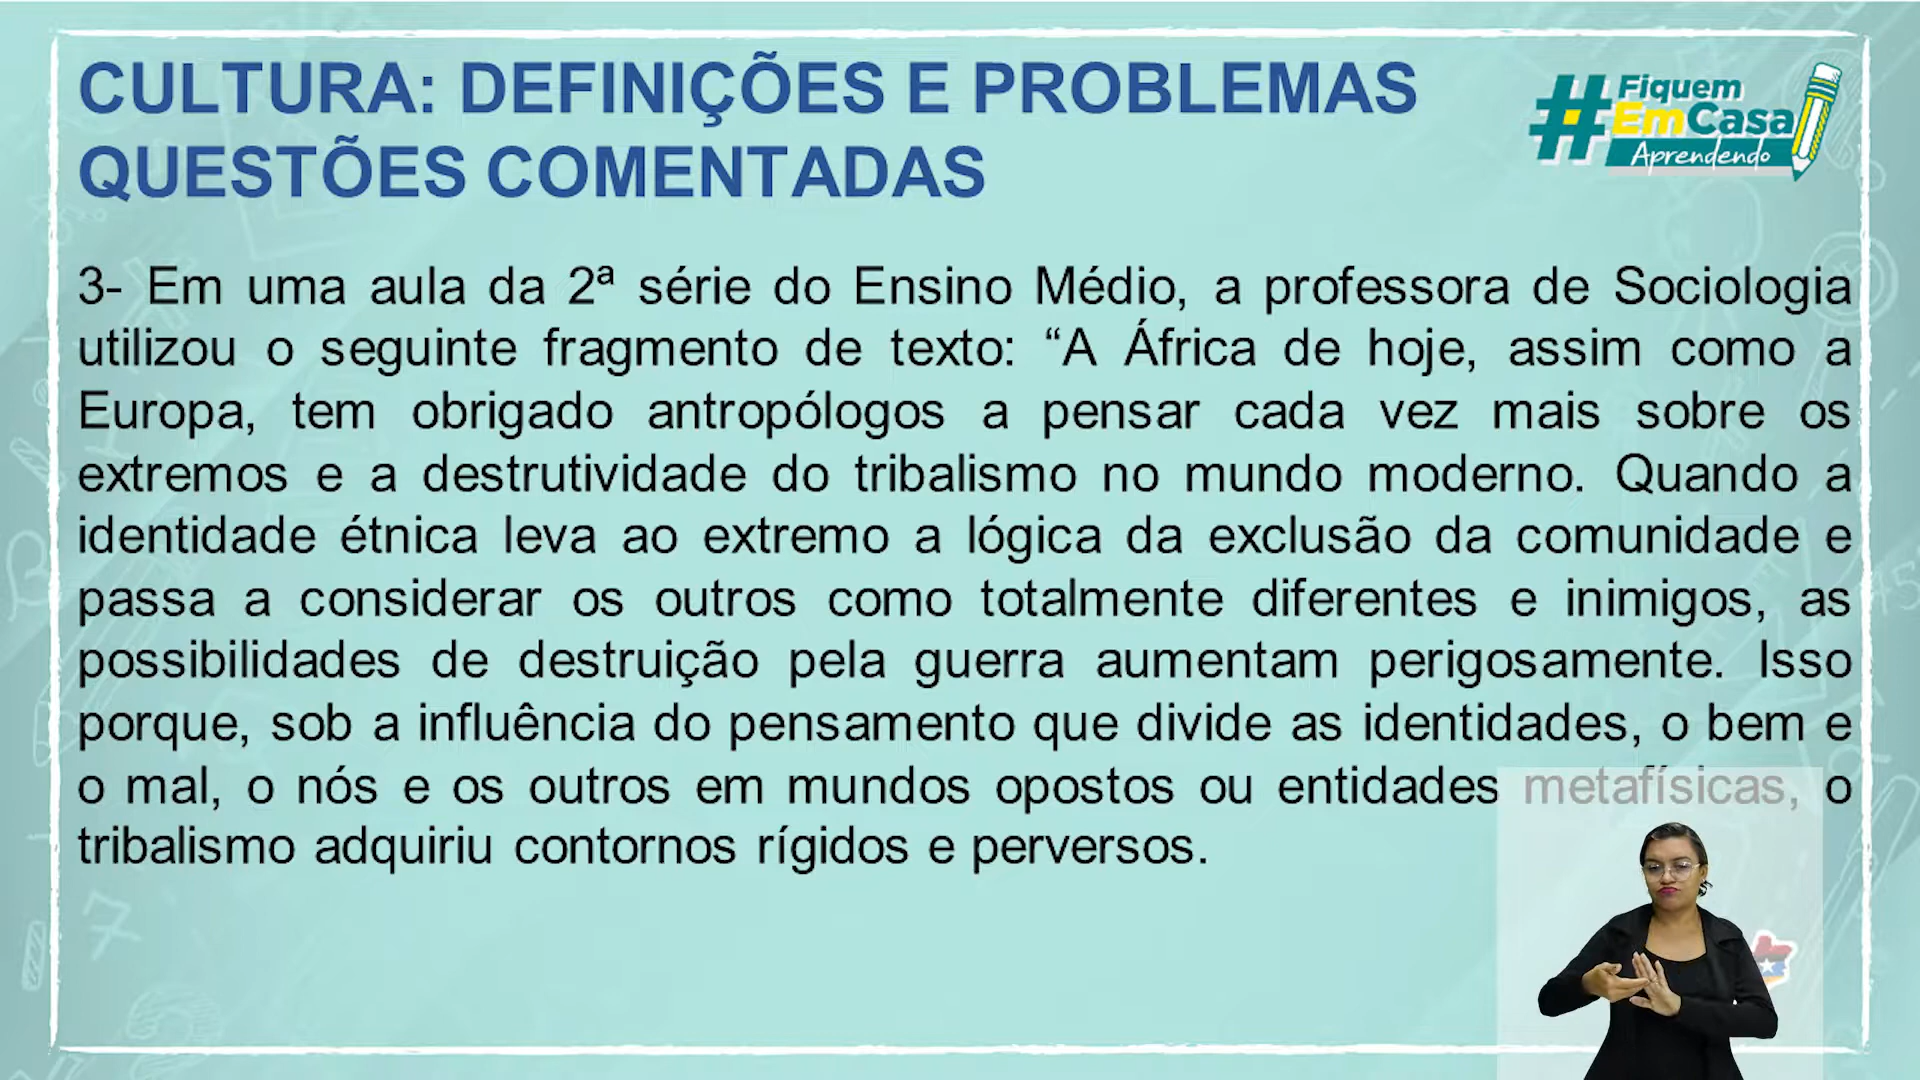 CULTURA: DEFINIÇÕES E PROBLEMAS
QUESTÕES COMENTADAS
#Fiquem
EmCasa
Aprendendo
3- Em uma aula da 2ª série do Ensino Médio, a professora de Sociologia
utilizou o seguinte fragmento de texto: “A África de hoje, assim como a
Europa, tem obrigado antropólogos a pensar cada vez mais sobre os
extremos e a destrutividade do tribalismo no mundo moderno. Quando a
identidade étnica leva ao extremo a lógica da exclusão da comunidade e
passa a considerar os outros como totalmente diferentes e inimigos, as
possibilidades de destruição pela guerra aumentam perigosamente. Isso
porque, sob a influência do pensamento que divide as identidades, o bem e
o mal, o nós e os outros em mundos opostos ou entidades metafísicas, o
tribalismo adquiriu contornos rígidos e perversos.